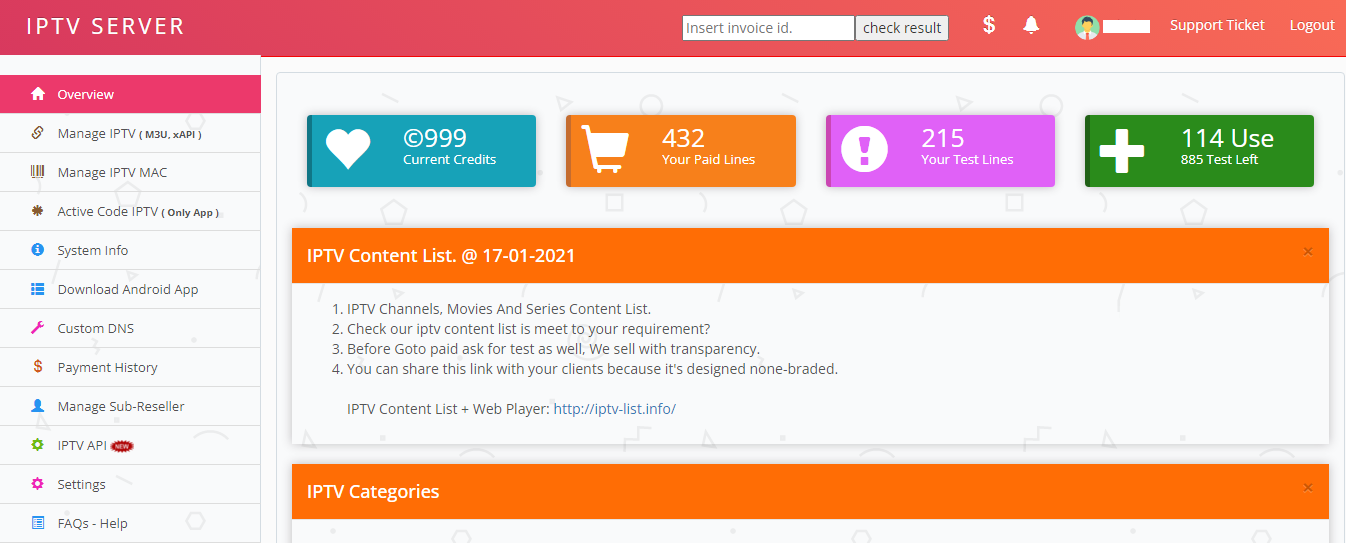 IPTV SERVER
Insert invoice id.
check result
$
Support Ticket
Logout
Overview
Manage IPTV ( M3U, xAPI )
Manage IPTV MAC
Active Code IPTV ( Only App )
System Info
Download Android App
Custom DNS
$ Payment History
Manage Sub-Reseller
IPTV API NEW
Settings
FAQs - Help
©999
Current Credits
432
Your Paid Lines
215
Your Test Lines
114 Use
885 Test Left
IPTV Content List. @ 17-01-2021
×
1. IPTV Channels, Movies And Series Content List.
2. Check our iptv content list is meet to your requirement?
3. Before Goto paid ask for test as well, We sell with transparency.
4. You can share this link with your clients because it's designed none-braded.
IPTV Content List + Web Player: http://iptv-list.info/
IPTV Categories
×